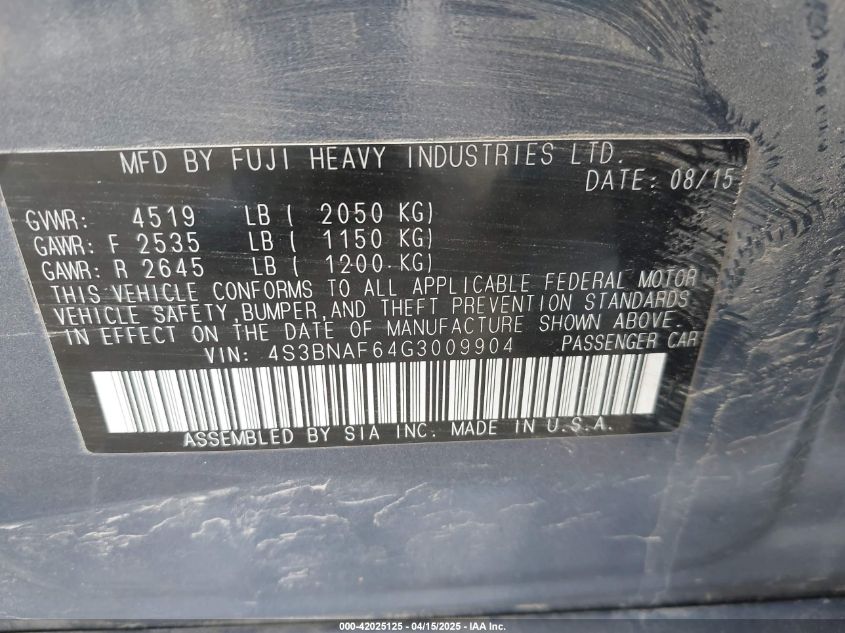 MFD BY FUJI HEAVY INDUSTRIES LTD.
DATE: 08/15
GVWR: 4519 LB ( 2050 KG)
GAWR: F 2535 LB ( 1150 KG)
GAWR: R 2645 LB ( 1200 KG)
THIS VEHICLE CONFORMS TO ALL APPLICABLE FEDERAL MOTOR
VEHICLE SAFETY, BUMPER, AND THEFT PREVENTION STANDARDS
IN EFFECT ON THE DATE OF MANUFACTURE SHOWN ABOVE.
VIN: 4S3BNAF64G3009904 PASSENGER CAR
ASSEMBLED BY SIA INC. MADE IN U.S.A.
000-42025125 - 04/15/2025 - IAA Inc.